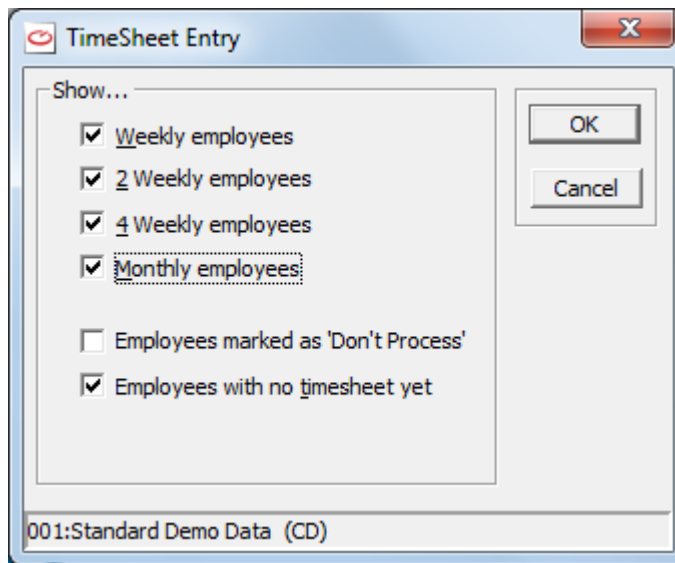 TimeSheet Entry
Show...
Weekly employees
2 Weekly employees
4 Weekly employees
Monthly employees
Employees marked as 'Don't Process'
Employees with no timesheet yet
OK
Cancel
001:Standard Demo Data (CD)